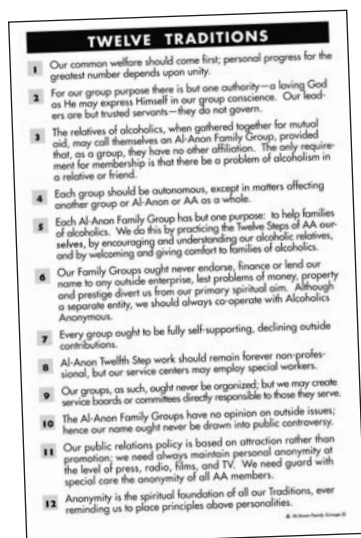 TWELVE TRADITIONS
1 Our common welfare should come first; personal progress for the
greatest number depends upon unity.
2 For our group purpose there is but one authority—a loving God
as He may express Himself in our group conscience. Our lead-
ers are but trusted servants—they do not govern.
3 The relatives of alcoholics, when gathered together for mutual
aid, may call themselves an Al-Anon Family Group, provided
that, as a group, they have no other affiliation. The only require-
ment for membership is that there be a problem of alcoholism in
a relative or friend.
4 Each group should be autonomous, except in matters affecting
another group or Al-Anon or AA as a whole.
5 Each Al-Anon Family Group has but one purpose: to help families
of alcoholics. We do this by practicing the Twelve Steps of AA our-
selves, by encouraging and understanding our alcoholic relatives,
and by welcoming and giving comfort to families of alcoholics.
6 Our Family Groups ought never endorse, finance or lend our
name to any outside enterprise, lest problems of money, property
and prestige divert us from our primary spiritual aim. Although
a separate entity, we should always co-operate with Alcoholics
Anonymous.
7 Every group ought to be fully self-supporting, declining outside
contributions.
8 Al-Anon Twelfth Step work should remain forever non-profes-
sional, but our service centers may employ special workers.
9 Our groups, as such, ought never be organized; but we may create
service boards or committees directly responsible to those they serve.
10 The Al-Anon Family Groups have no opinion on outside issues;
hence our name ought never be drawn into public controversy.
11 Our public relations policy is based on attraction rather than
promotion; we need always maintain personal anonymity at
the level of press, radio, films, and TV. We need guard with
special care the anonymity of all AA members.
12 Anonymity is the spiritual foundation of all our Traditions, ever
reminding us to place principles above personalities.
Al-Anon Family Groups